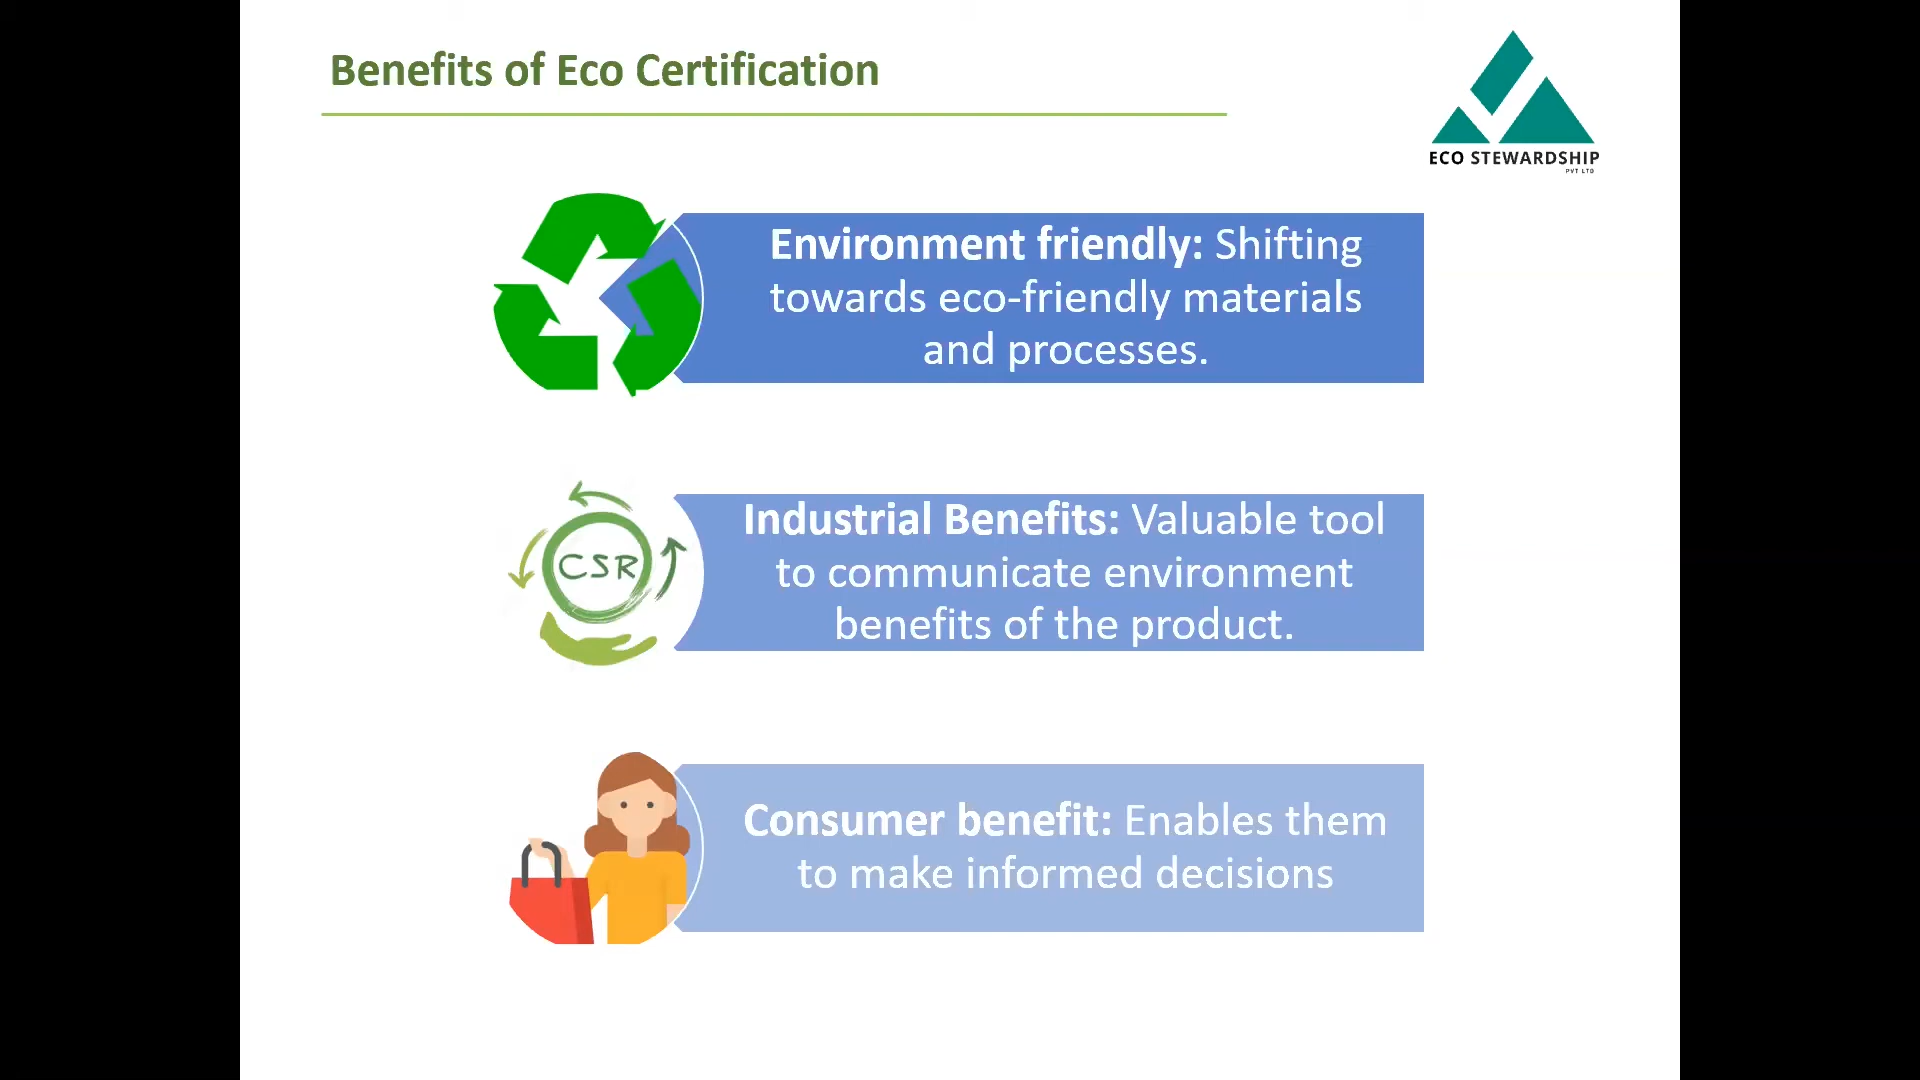 Benefits of Eco Certification
ECO STEWARDSHIP
PVT LTD
Environment friendly: Shifting
towards eco-friendly materials
and processes.
CSR
Industrial Benefits: Valuable tool
to communicate environment
benefits of the product.
Consumer benefit: Enables them
to make informed decisions